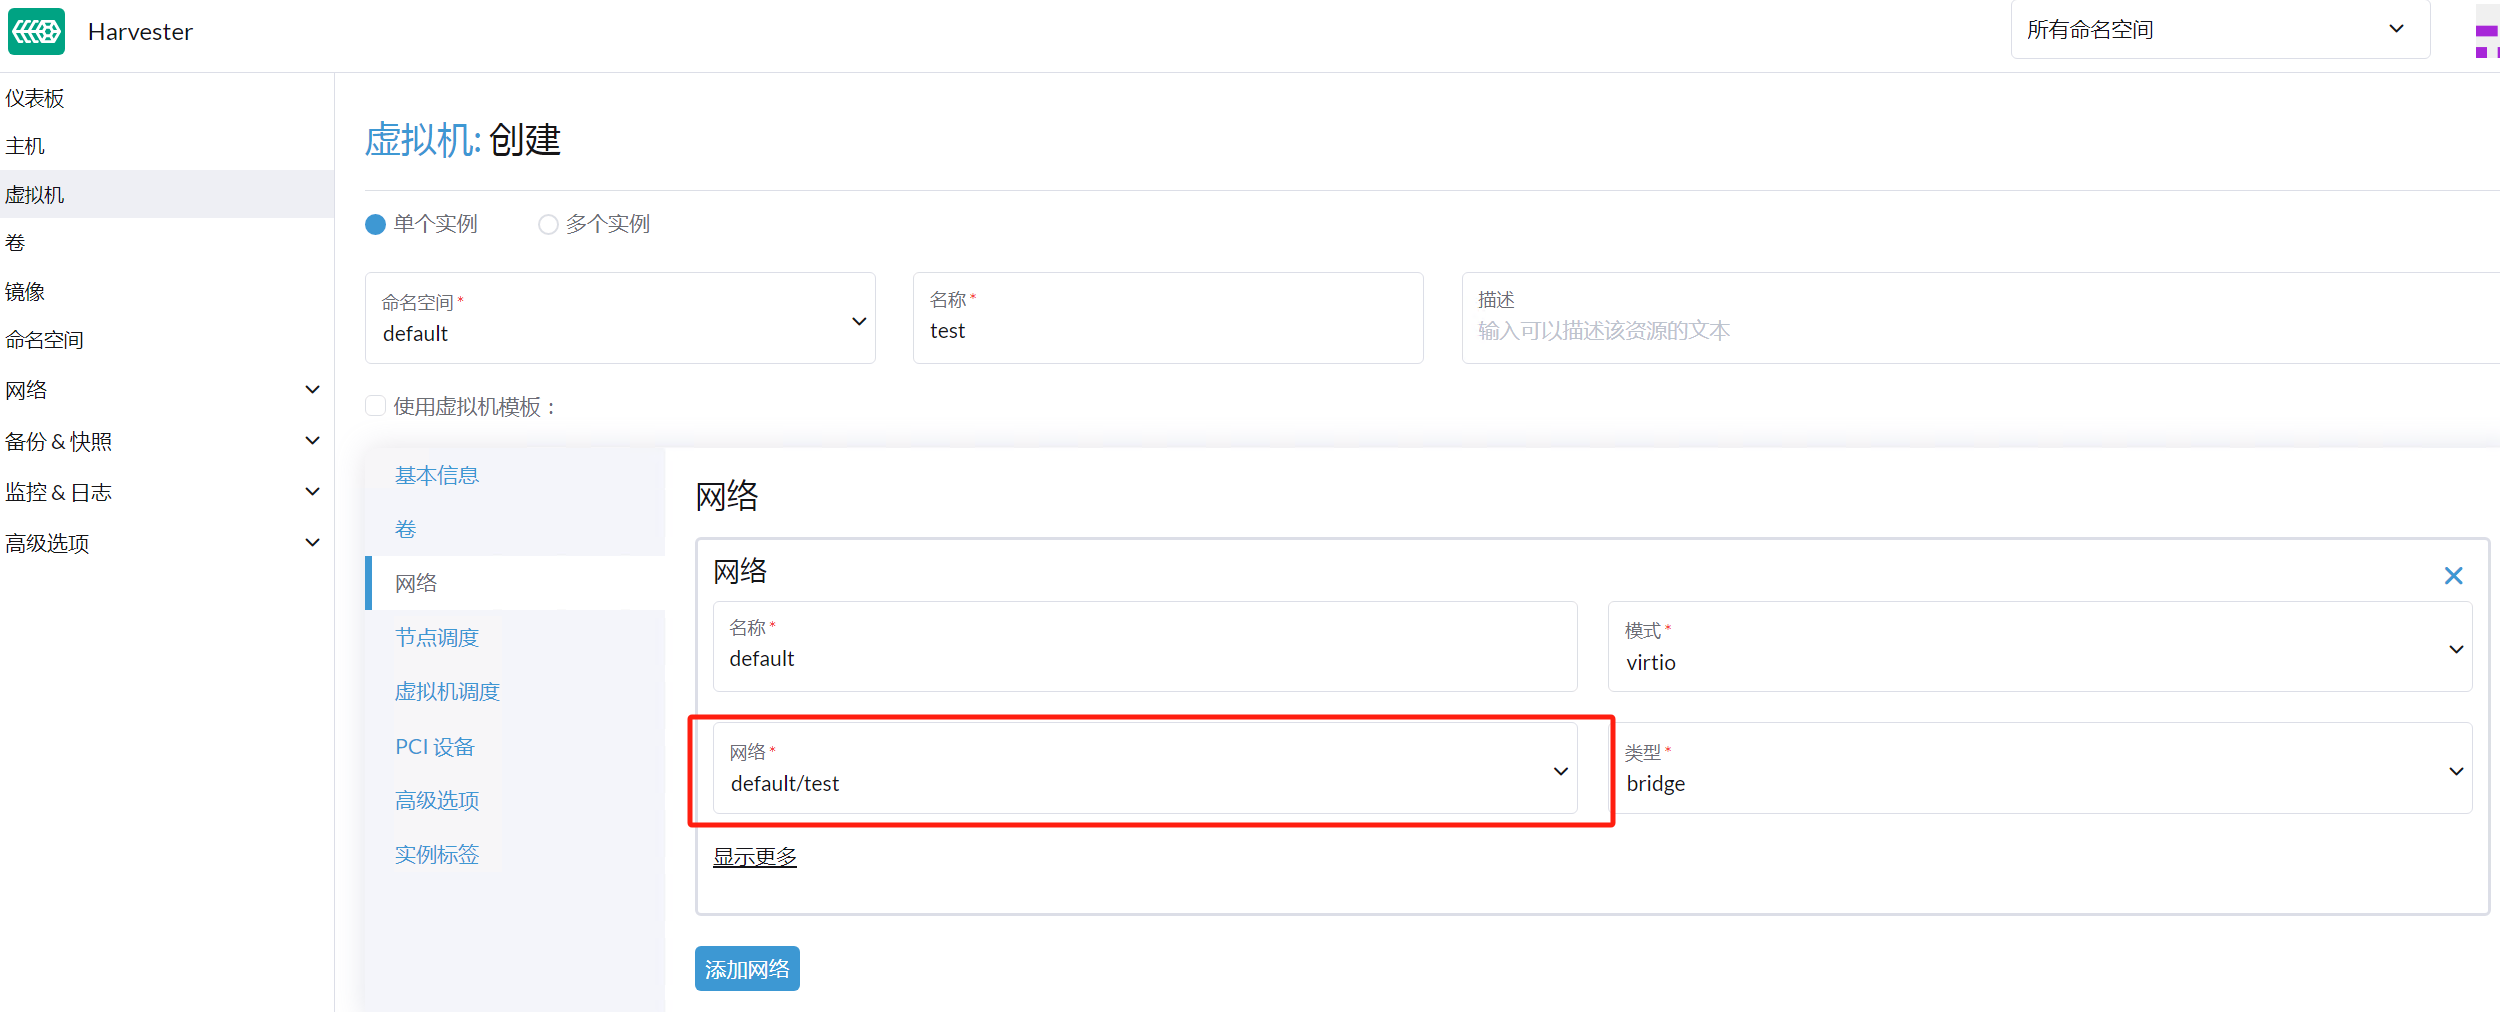 Harvester
所有命名空间
仪表板
主机
虚拟机
卷
镜像
命名空间
网络
备份 & 快照
监控 & 日志
高级选项
虚拟机: 创建
单个实例
多个实例
命名空间 *
default
名称 *
test
描述
输入可以描述该资源的文本
使用虚拟机模板：
基本信息
卷
网络
节点调度
虚拟机调度
PCI 设备
高级选项
实例标签
网络
网络
名称 *
default
模式 *
virtio
网络 *
default/test
类型 *
bridge
显示更多
添加网络